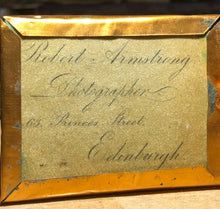 Robert Armstrong
Photographer
65, Princes Street,
Edinburgh